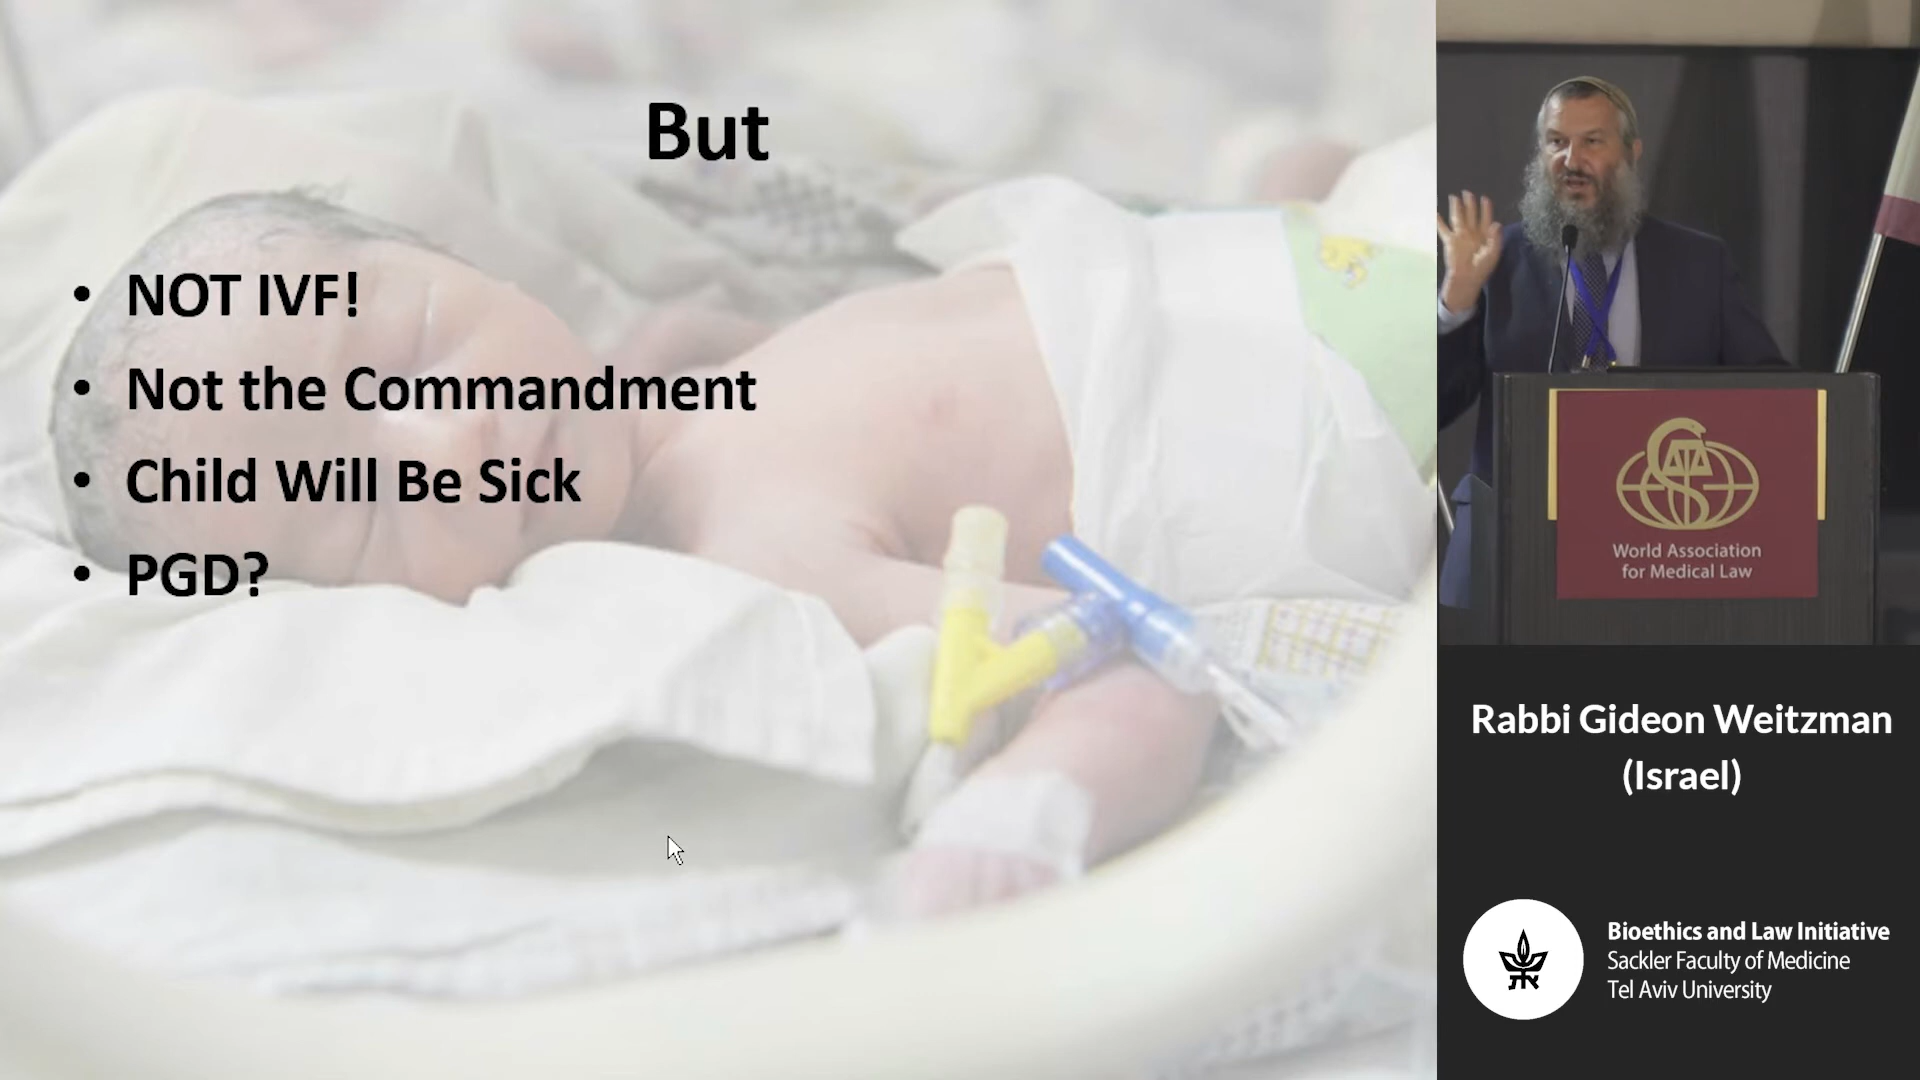 But
• NOT IVF!
• Not the Commandment
• Child Will Be Sick
• PGD?
World Association
for Medical Law
Rabbi Gideon Weitzman
(Israel)
Bioethics and Law Initiative
Sackler Faculty of Medicine
Tel Aviv University